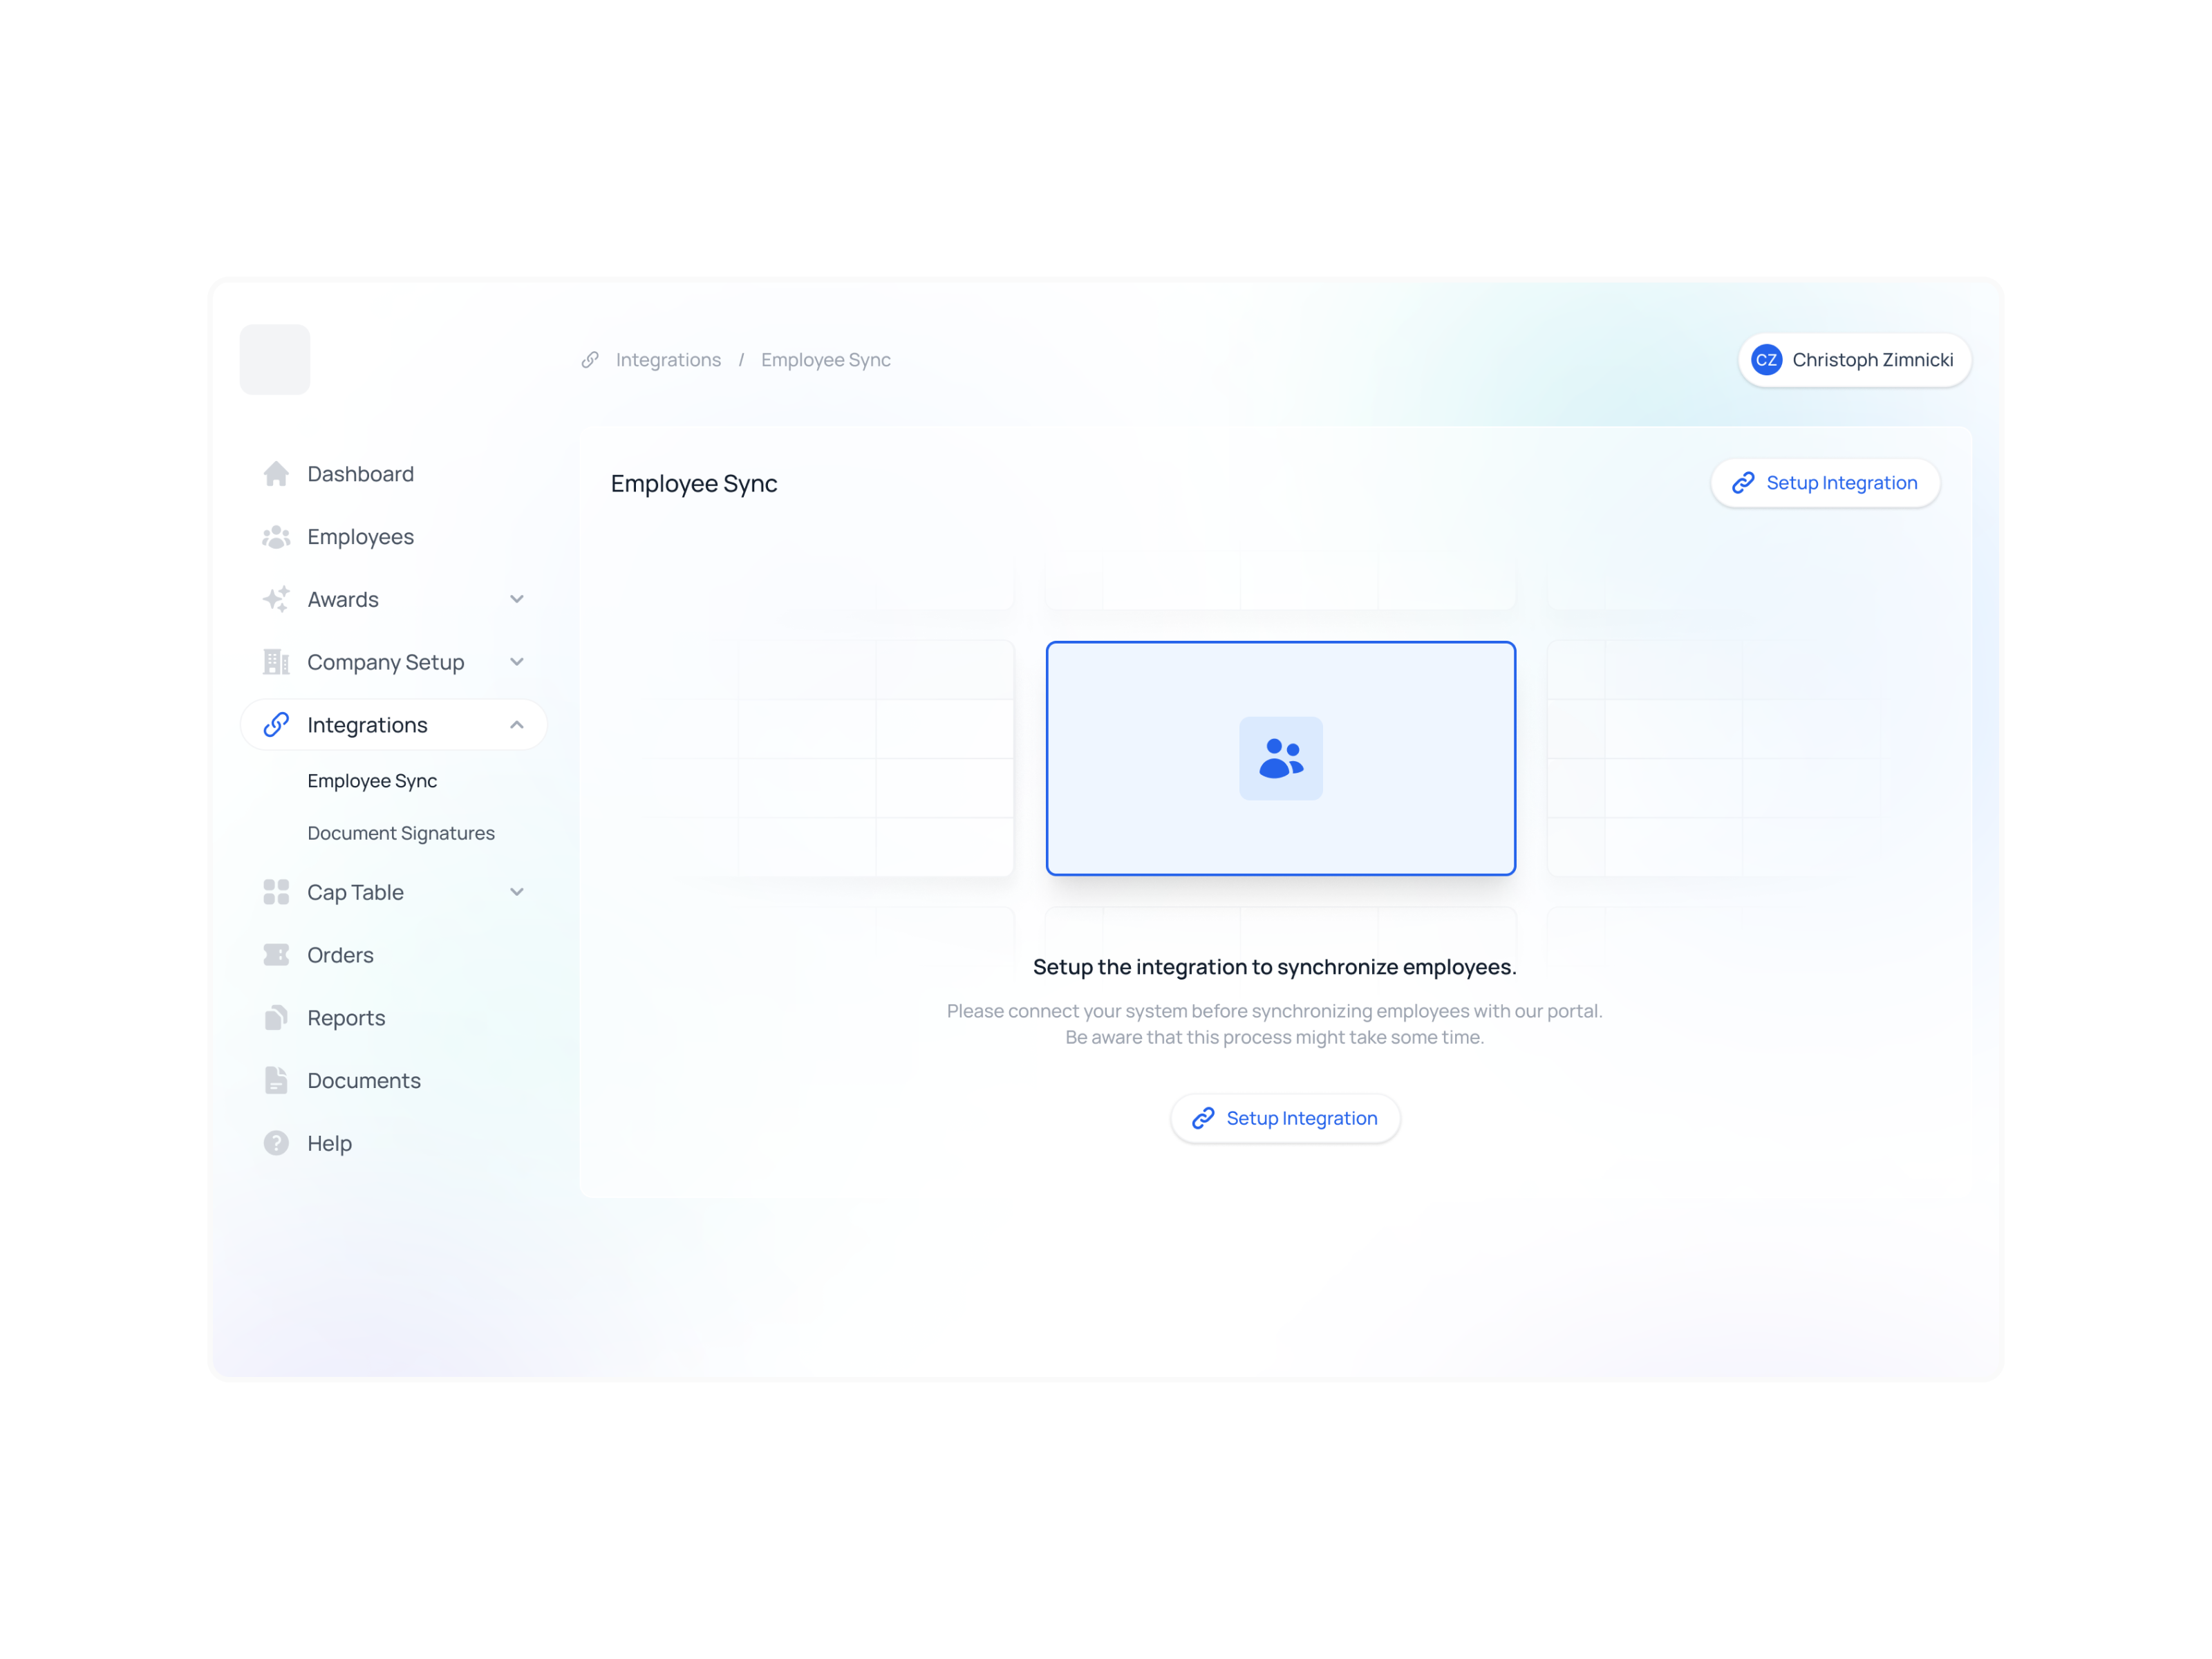 Integrations / Employee Sync
CZ Christoph Zimnicki
Dashboard
Employees
Awards
Company Setup
Integrations
Employee Sync
Document Signatures
Cap Table
Orders
Reports
Documents
Help
Employee Sync
Setup Integration
Setup the integration to synchronize employees.
Please connect your system before synchronizing employees with our portal.
Be aware that this process might take some time.
Setup Integration